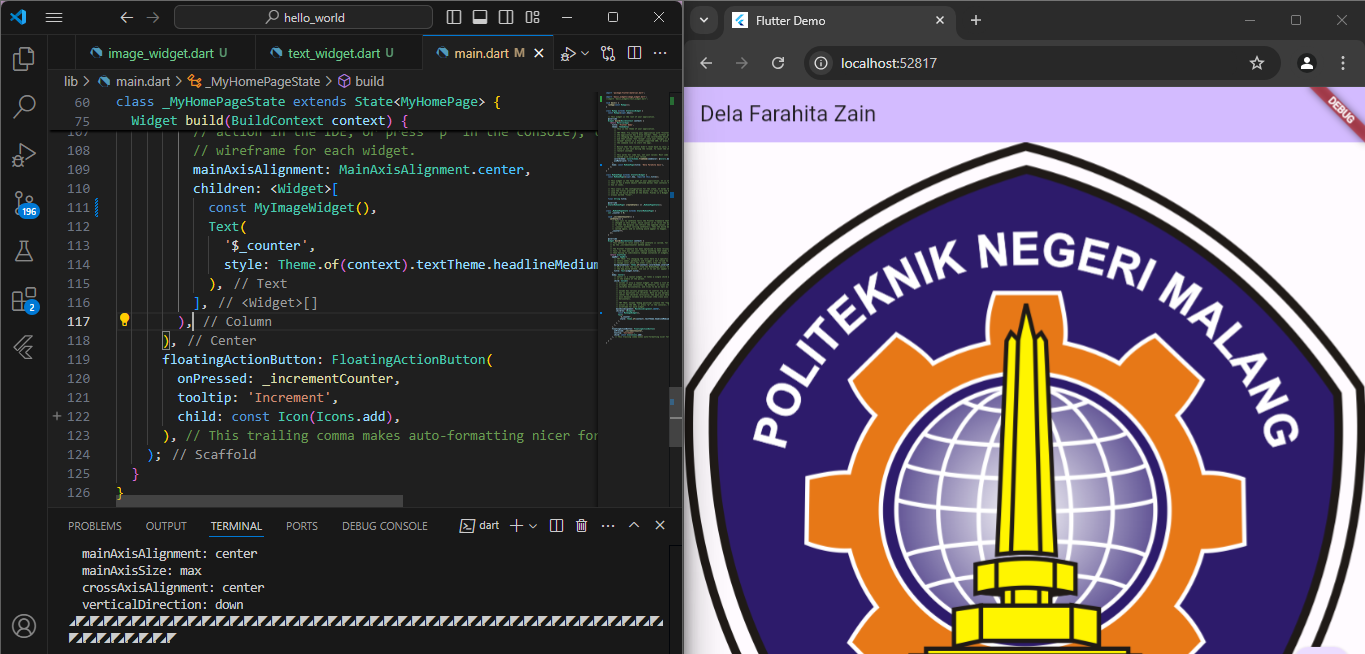 hello_world
image_widget.dart U
text_widget.dart U
main.dart M
lib > main.dart > _MyHomePageState > build
60 class _MyHomePageState extends State<MyHomePage> {
75 Widget build(BuildContext context) {
107 // action in the IDE, or press "p" in the console),
108 // wireframe for each widget.
109 mainAxisAlignment: MainAxisAlignment.center,
110 children: <Widget>[
111 const MyImageWidget(),
112 Text(
113 '$_counter',
114 style: Theme.of(context).textTheme.headlineMedium
115 ), // Text
116 ], // <Widget>[]
117 ), // Column
118 ), // Center
119 floatingActionButton: FloatingActionButton(
120 onPressed: _incrementCounter,
121 tooltip: 'Increment',
122 child: const Icon(Icons.add),
123 ), // This trailing comma makes auto-formatting nicer for
124 ); // Scaffold
125 }
126 }
196
2
PROBLEMS OUTPUT TERMINAL PORTS DEBUG CONSOLE
dart
mainAxisAlignment: center
mainAxisSize: max
crossAxisAlignment: center
verticalDirection: down
Flutter Demo
localhost:52817
Dela Farahita Zain
DEBUG
POLITEKNIK NEGERI MALANG